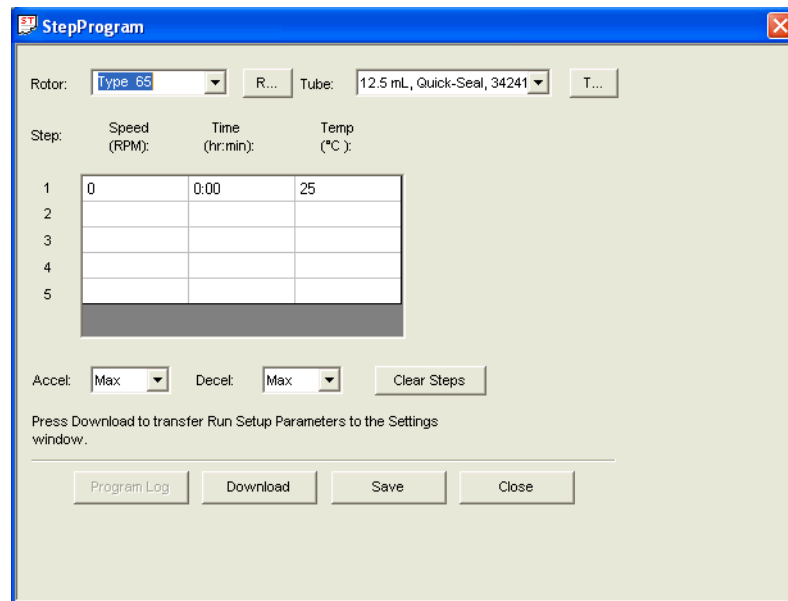 StepProgram
Rotor: Type 65 R... Tube: 12.5 mL, Quick-Seal, 34241 T...
Step: Speed (RPM): Time (hr:min): Temp (°C ):
1 0 0:00 25
2
3
4
5
Accel: Max Decel: Max Clear Steps
Press Download to transfer Run Setup Parameters to the Settings
window.
Program Log Download Save Close